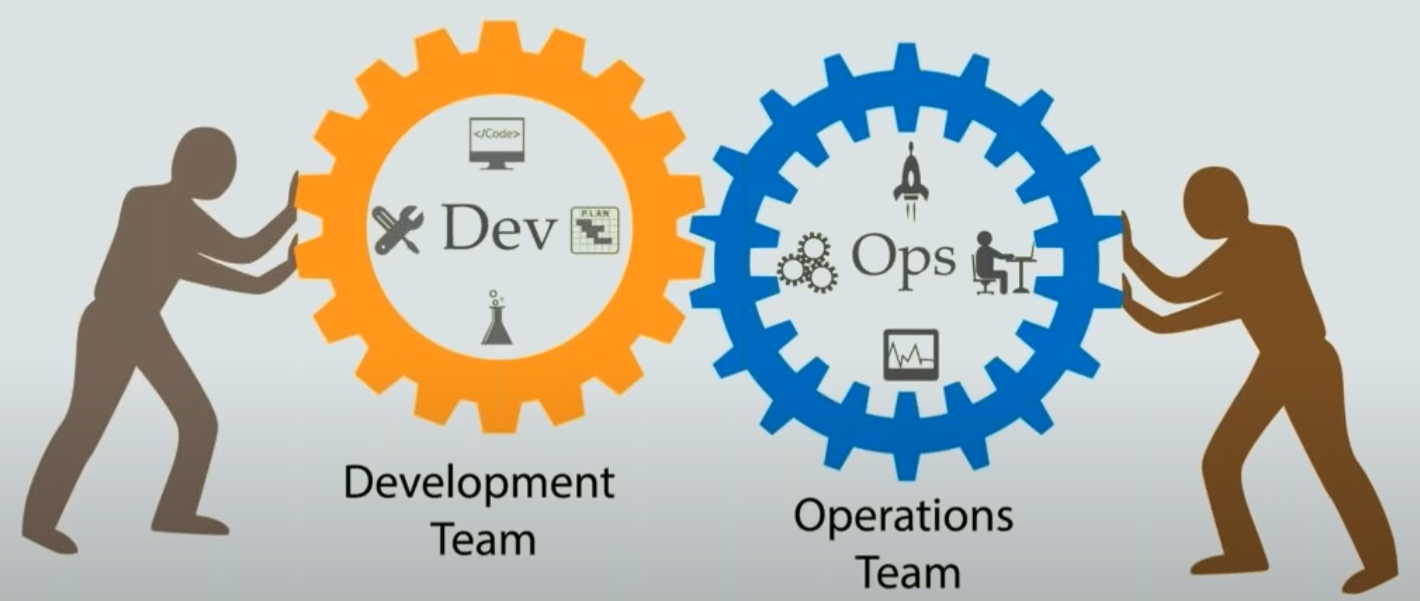 </Code>
Dev
PLAN
Ops
Development
Team
Operations
Team